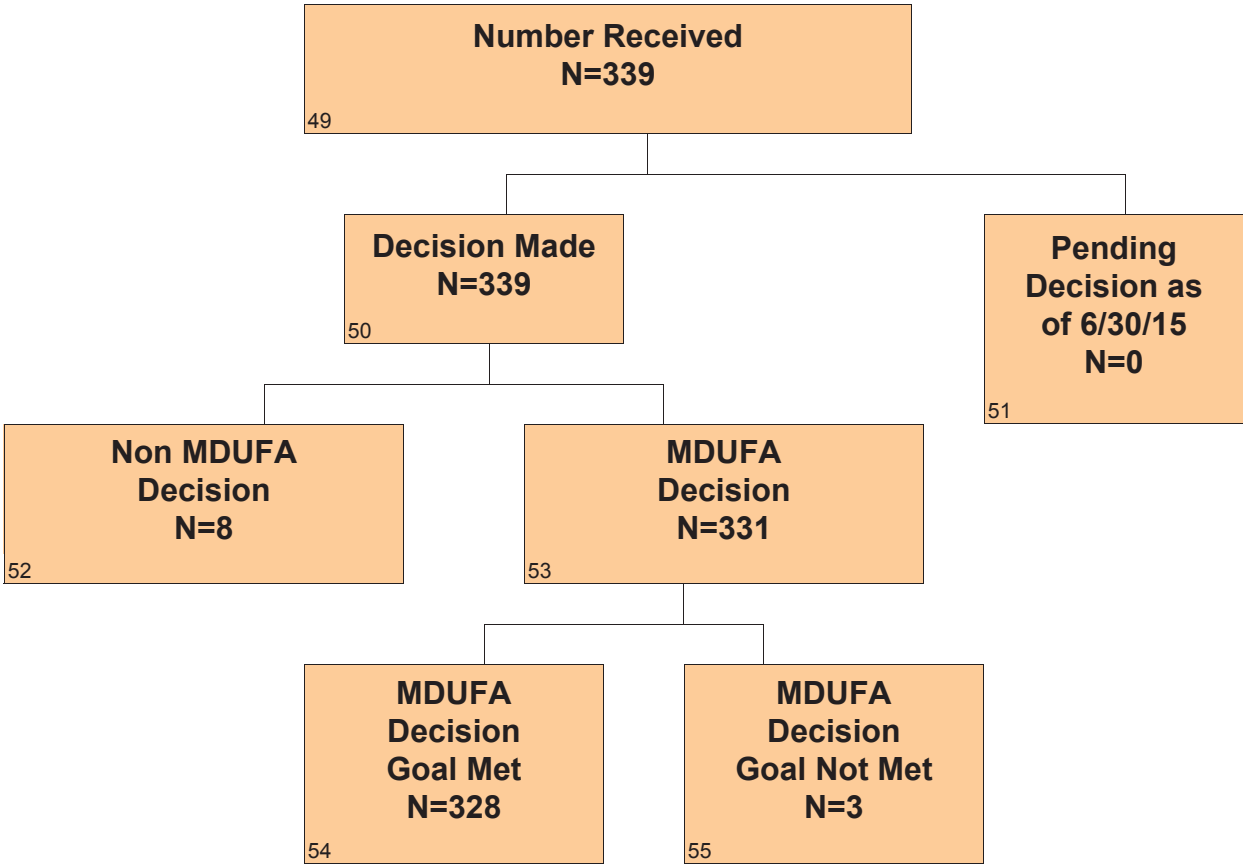 Number Received
N=339
49
Decision Made
N=339
50
Pending
Decision as
of 6/30/15
N=0
51
Non MDUFA
Decision
N=8
52
MDUFA
Decision
N=331
53
MDUFA
Decision
Goal Met
N=328
54
MDUFA
Decision
Goal Not Met
N=3
55